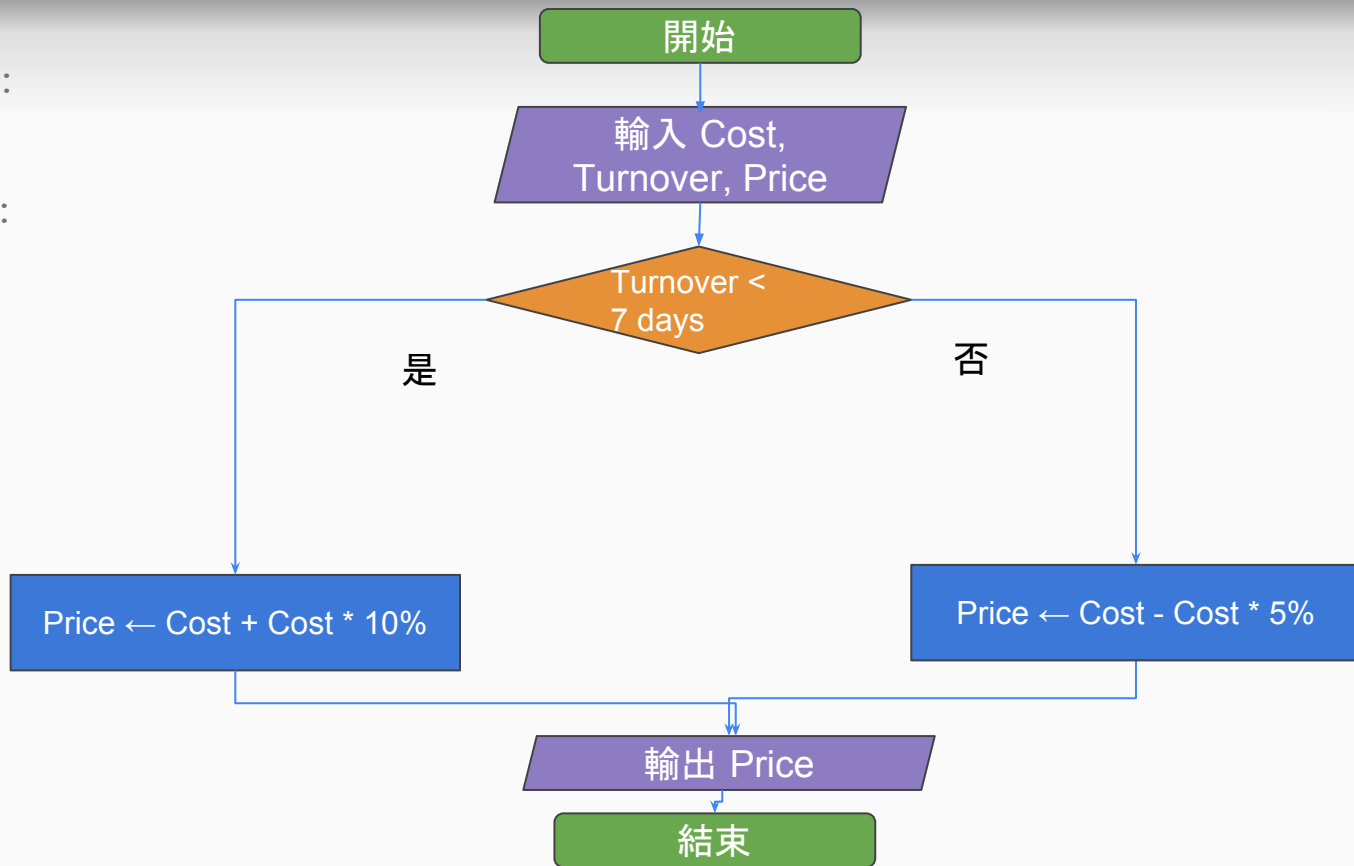 開始
:
輸入 Cost,
Turnover, Price
:
Turnover <
7 days
是
否
Price ← Cost + Cost * 10%
Price ← Cost - Cost * 5%
輸出 Price
結束